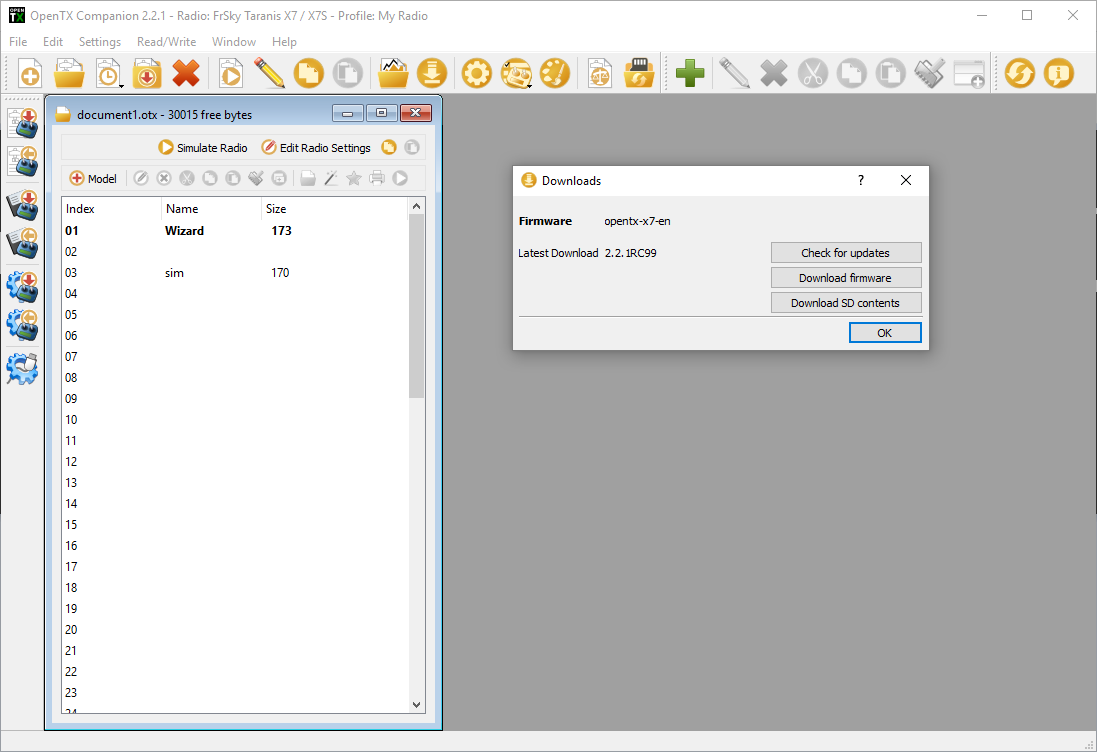 OPEN TX OpenTX Companion 2.2.1 - Radio: FrSky Taranis X7 / X7S - Profile: My Radio
File Edit Settings Read/Write Window Help
document1.otx - 30015 free bytes
Simulate Radio Edit Radio Settings
Model
Index Name Size
01 Wizard 173
02
03 sim 170
04
05
06
07
08
09
10
11
12
13
14
15
16
17
18
19
20
21
22
23
24
Downloads ?
Firmware opentx-x7-en
Latest Download 2.2.1RC99
Check for updates
Download firmware
Download SD contents
OK